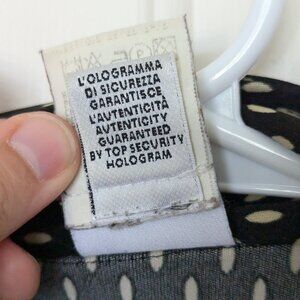 L'OLOGRAMMA
DI SICUREZZA
GARANTISCE
L'AUTENTICITÀ
AUTENTICITY
GUARANTEED
BY TOP SECURITY
HOLOGRAM